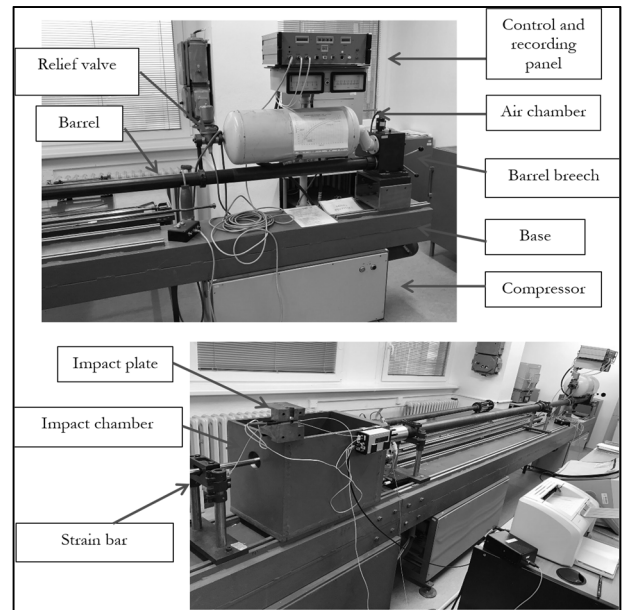 Control and
recording
panel
Relief valve
Air chamber
Barrel
Barrel breech
Base
Compressor
Impact plate
Impact chamber
Strain bar